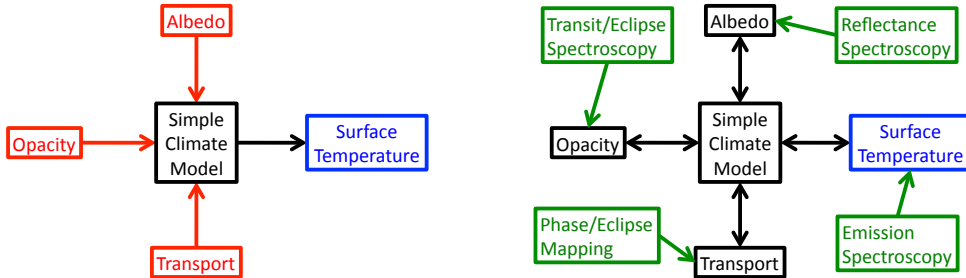 Albedo
Simple
Climate
Model
Opacity
Surface
Temperature
Transport
Transit/Eclipse
Spectroscopy
Albedo
Reflectance
Spectroscopy
Opacity
Simple
Climate
Model
Surface
Temperature
Phase/Eclipse
Mapping
Transport
Emission
Spectroscopy